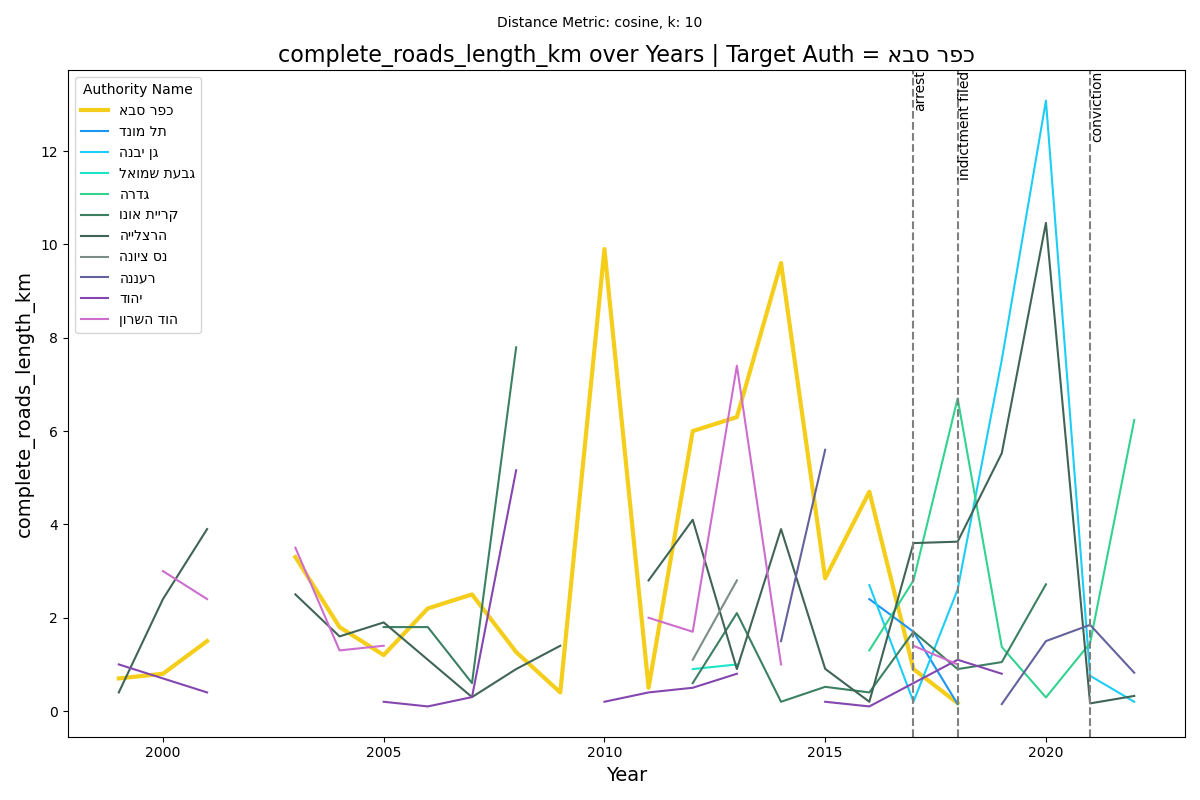 Distance Metric: cosine, k: 10
complete_roads_length_km over Years | Target Auth = כפר סבא
Authority Name
כפר סבא
תל מונד
גן יבנה
גבעת שמואל
גדרה
קריית אונו
הרצלייה
נס ציונה
רעננה
יהוד
הוד השרון
arrest
indictment filed
conviction
complete_roads_length_km
12
10
8
6
4
2
0
2000
2005
2010
2015
2020
Year